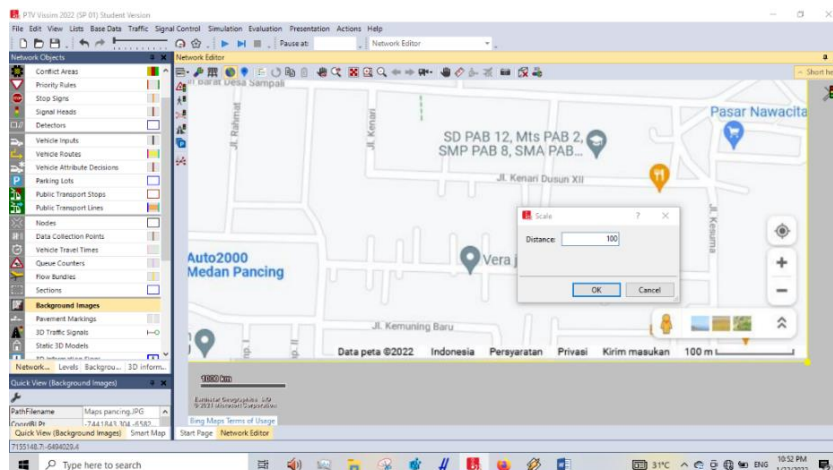 PTV Vissim 2022 (SP 01) Student Version
File Edit View Lists Base Data Traffic Signal Control Simulation Evaluation Presentation Actions Help
Pause at:
Network Editor
Network Objects
Network Editor
Conflict Areas
Priority Rules
Stop Signs
Signal Heads
Detectors
Vehicle Inputs
Vehicle Routes
Vehicle Attribute Decisions
Parking Lots
Public Transport Stops
Public Transport Lines
Nodes
Data Collection Points
Vehicle Travel Times
Queue Counters
Flow Bundles
Sections
Background Images
Pavement Markings
3D Traffic Signals
Static 3D Models
Network... Levels Backgrou... 3D inform...
Quick View (Background Images)
PathFilename Maps pancing.JPG
Quick View (Background Images) Smart Map
Short he
Barat Desa Sampali
Jl. Rahmat
Jl. Kenari
SD PAB 12, Mts PAB 2,
SMP PAB 8, SMA PAB...
Pasar Nawacita
Jl. Kenari Dusun XII
Jl. Kesuma
Scale
Distance: 100
OK Cancel
Auto2000
Medan Pancing
Vera j
Jl. Kemuning Baru
Data peta ©2022 Indonesia Persyaratan Privasi Kirim masukan 100 m
1000 km
Bing Maps Terms of Usage
Start Page Network Editor
Type here to search
31°C
ENG
10:52 PM